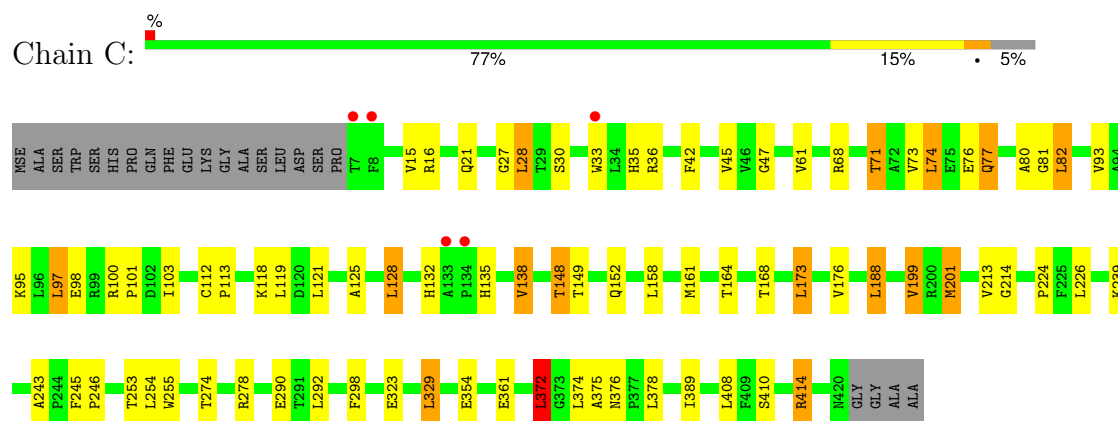 %
Chain C:
77% 15% • 5%
MSE ALA SER TRP SER HIS PRO GLN PHE GLU LYS GLY ALA SER LEU ASP SER PRO T7 F8 V15 R16 Q21 G27 L28 T29 S30 W33 L34 H35 R36 F42 V45 V46 G47 V61 R68 T71 A72 V73 L74 E75 E76 Q77 A80 G81 L82 V93 A94
K95 L96 L97 E98 R99 R100 P101 D102 I103 C112 P113 K118 L119 D120 L121 A125 L128 H132 A133 P134 H135 V138 T148 T149 Q152 L158 M161 T164 T168 L173 V176 L188 V199 R200 M201 V213 G214 P224 F225 L226 K239
A243 P244 F245 P246 T253 L254 W255 T274 R278 E290 T291 L292 F298 E323 L329 E354 E361 L372 G373 L374 A375 N376 P377 L378 I389 L408 F409 S410 R414 N420 GLY GLY ALA ALA